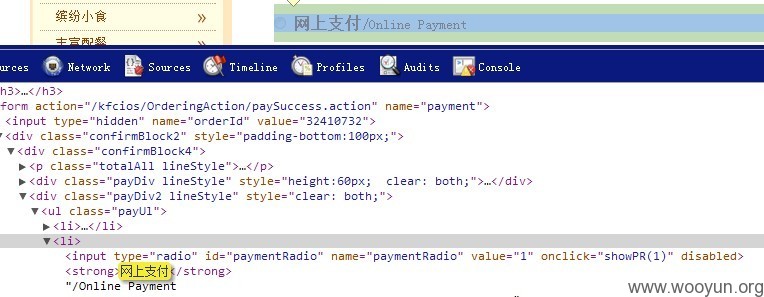 缤纷小食 »
网上支付/Online Payment
丰富配餐 »
ources Network Sources Timeline Profiles Audits Console
h3>…</h3>
form action="/kfcios/OrderingAction/paySuccess.action" name="payment">
<input type="hidden" name="orderId" value="32410732">
▼<div class="confirmBlock2" style="padding-bottom:100px;">
▼<div class="confirmBlock4">
▶<p class="totalAll lineStyle">…</p>
▶<div class="payDiv lineStyle" style="height:60px;  clear: both;">…</div>
▼<div class="payDiv2 lineStyle" style="clear: both;">
▼<ul class="payUl">
▶<li>…</li>
▼<li>
<input type="radio" id="paymentRadio" name="paymentRadio" value="1" onclick="showPR(1)" disabled>
<strong>网上支付</strong>
"/Online Payment
www.wooyun.org